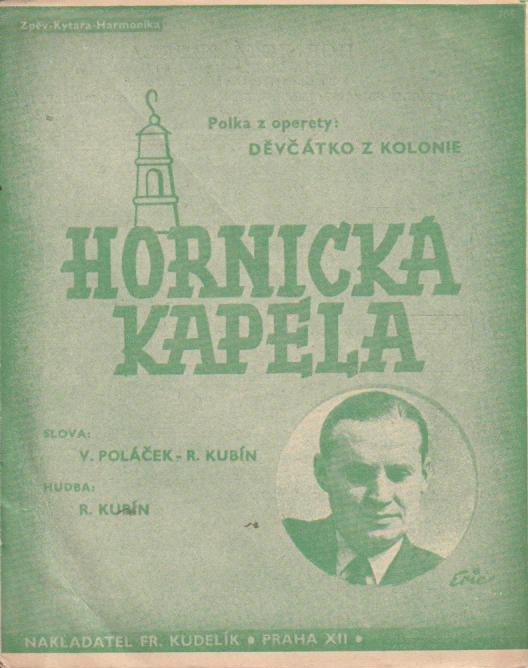 Zpěv-Kytara-Harmonika
Polka z operety:
DĚVČÁTKO Z KOLONIE
HORNICKÁ
KAPELA
SLOVA:
V. POLÁČEK - R. KUBÍN
HUDBA:
R. KUBÍN
Eric
NAKLADATEL FR. KUDELÍK • PRAHA XII •